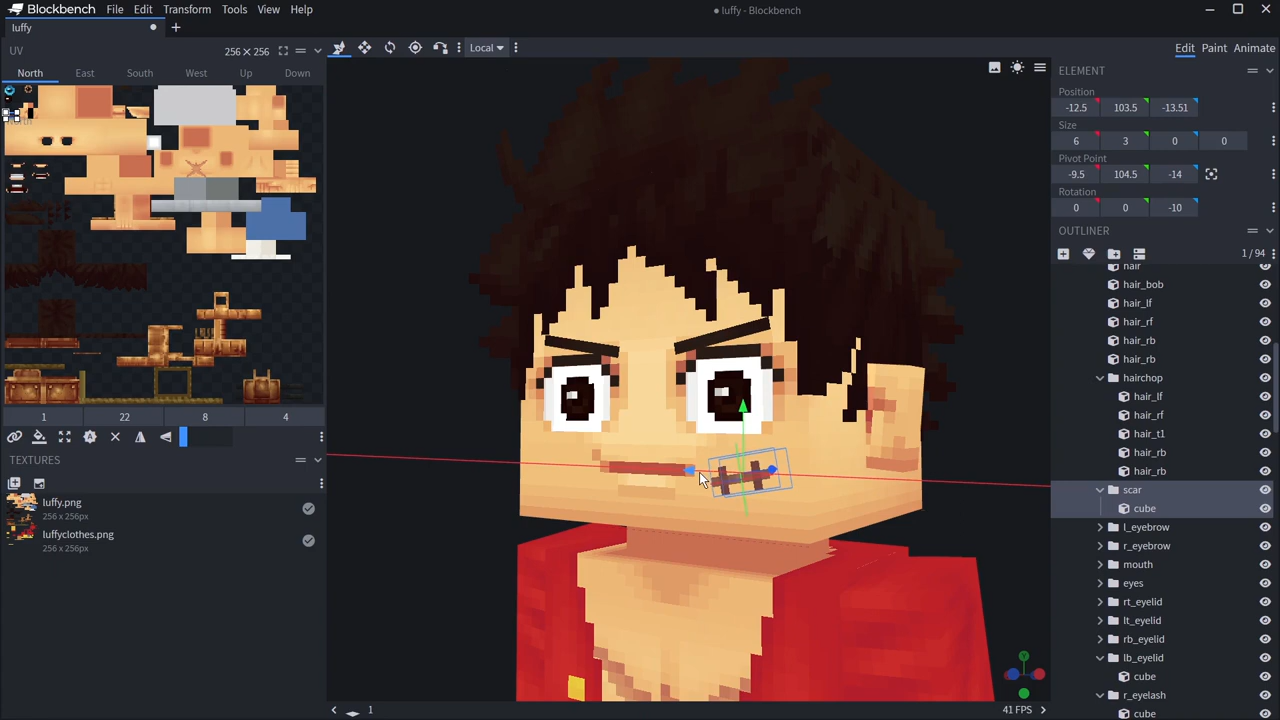 Blockbench File Edit Transform Tools View Help
● luffy - Blockbench
luffy
UV 256 × 256
North East South West Up Down
Local
Edit Paint Animate
1 22 8 4
TEXTURES
luffy.png
256 x 256px
luffyclothes.png
256 x 256px
ELEMENT
Position
-12.5 103.5 -13.51
Size
6 3 0 0
Pivot Point
-9.5 104.5 -14
Rotation
0 0 -10
OUTLINER
1 / 94
hair
hair_bob
hair_lf
hair_rf
hair_rb
hair_rb
hairchop
hair_lf
hair_rf
hair_t1
hair_rb
hair_rb
scar
cube
l_eyebrow
r_eyebrow
mouth
eyes
rt_eyelid
lt_eyelid
rb_eyelid
lb_eyelid
cube
r_eyelash
cube
1
41 FPS